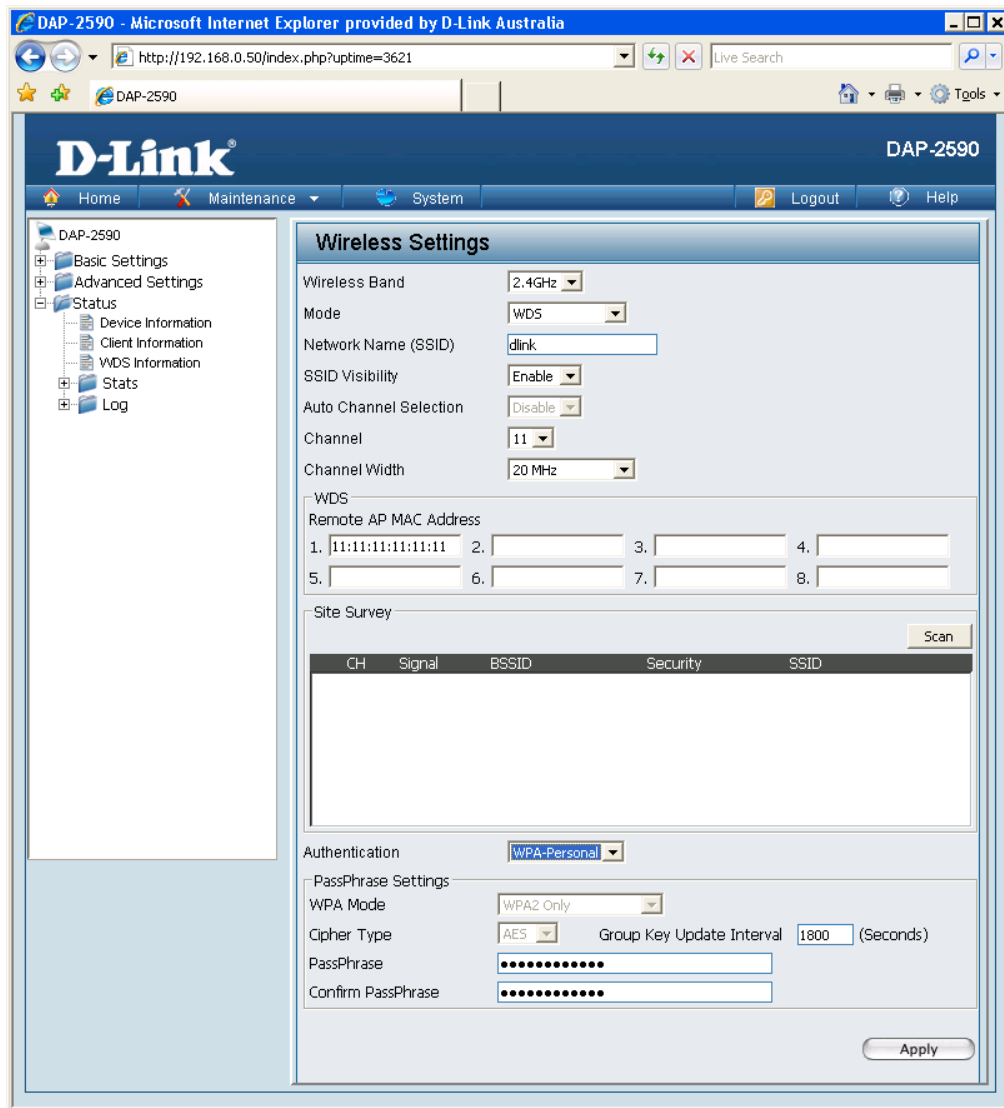 DAP-2590 - Microsoft Internet Explorer provided by D-Link Australia
http://192.168.0.50/index.php?uptime=3621
Live Search
DAP-2590
Tools
D-Link®
DAP-2590
Home Maintenance System Logout Help
DAP-2590
Basic Settings
Advanced Settings
Status
Device Information
Client Information
WDS Information
Stats
Log
Wireless Settings
Wireless Band 2.4GHz
Mode WDS
Network Name (SSID) dlink
SSID Visibility Enable
Auto Channel Selection Disable
Channel 11
Channel Width 20 MHz
WDS
Remote AP MAC Address
1. 11:11:11:11:11:11 2. 3. 4.
5. 6. 7. 8.
Site Survey
Scan
CH Signal BSSID Security SSID
Authentication WPA-Personal
PassPhrase Settings
WPA Mode WPA2 Only
Cipher Type AES Group Key Update Interval 1800 (Seconds)
PassPhrase ●●●●●●●●●●●●
Confirm PassPhrase ●●●●●●●●●●●●
Apply